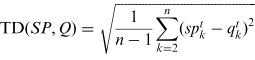 TD(SP, Q) = \sqrt{\frac{1}{n-1}\sum_{k=2}^{n}(sp_k^t - q_k^t)^2}